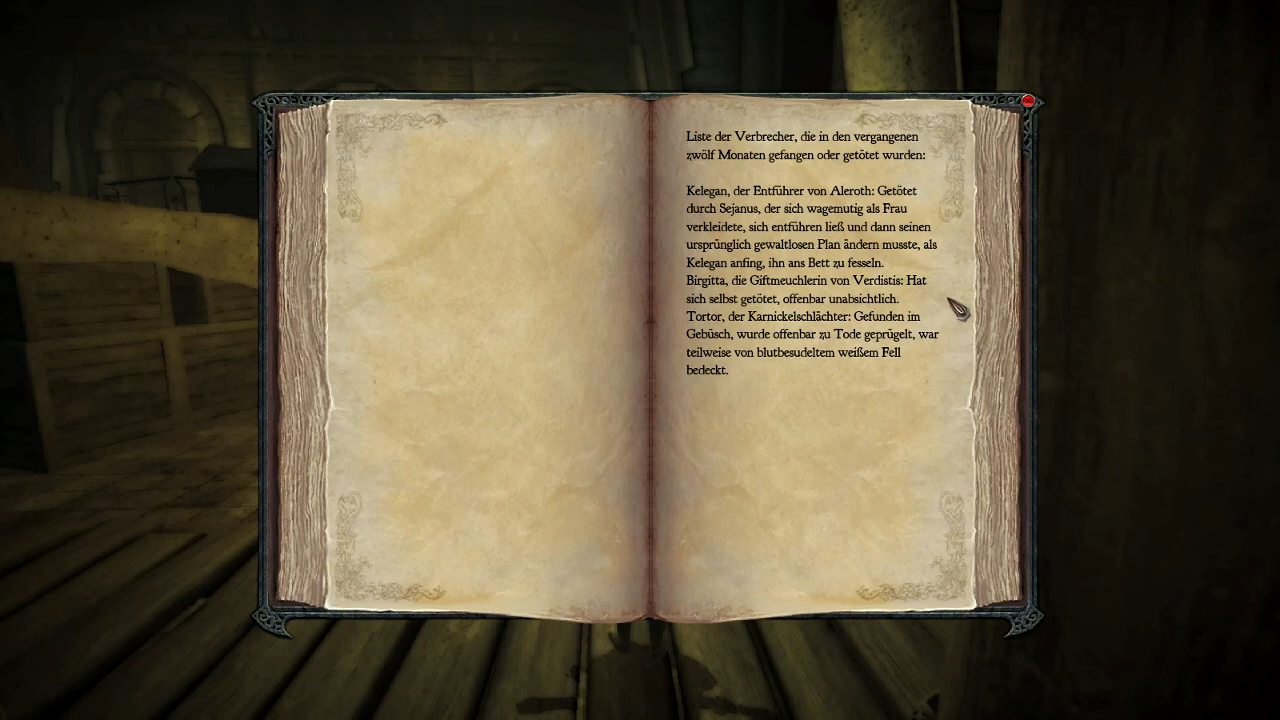 Liste der Verbrecher, die in den vergangenen
zwölf Monaten gefangen oder getötet wurden:
Kelegan, der Entführer von Aleroth: Getötet
durch Sejanus, der sich wagemutig als Frau
verkleidete, sich entführen ließ und dann seinen
ursprünglich gewaltlosen Plan ändern musste, als
Kelegan anfing, ihn ans Bett zu fesseln.
Birgitta, die Giftmeuchlerin von Verdistis: Hat
sich selbst getötet, offenbar unabsichtlich.
Tortor, der Karnickelschlächter: Gefunden im
Gebüsch, wurde offenbar zu Tode geprügelt, war
teilweise von blutbesudeltem weißem Fell
bedeckt.